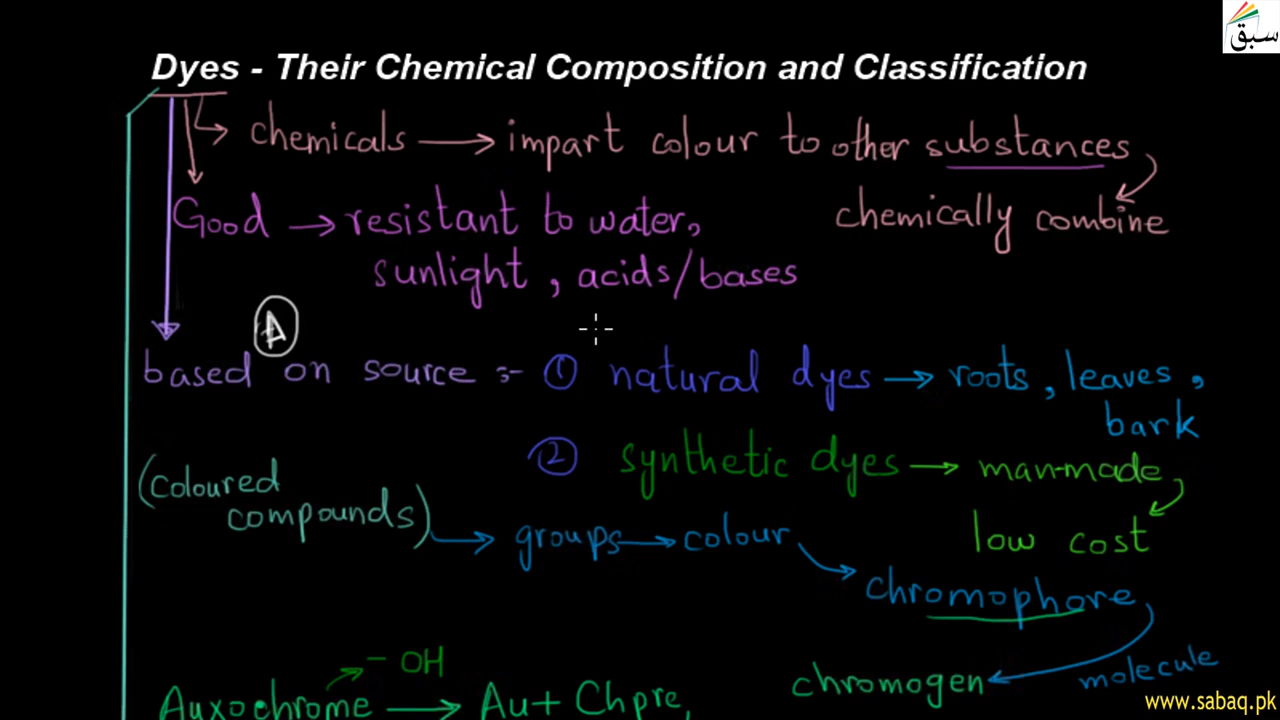 سبق
Dyes - Their Chemical Composition and Classification
chemicals → impart colour to other substances
chemically combine
Good → resistant to water,
sunlight, acids/bases
A
based on source :- ① natural dyes → roots, leaves,
bark
② synthetic dyes → man-made
low cost
(Coloured
compounds)
groups → colour
chromophore
molecule
chromogen
- OH
Auxochrome → Au + Chpre,
www.sabaq.pk